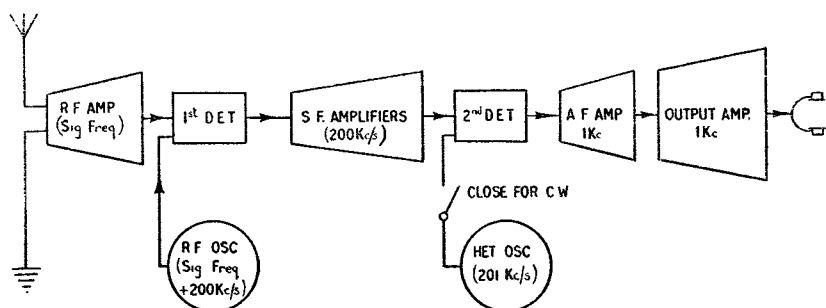 R F AMP
(Sig Freq)
1st DET
S F. AMPLIFIERS
(200Kc/s)
2nd DET
A F AMP
1Kc
OUTPUT AMP.
1Kc
CLOSE FOR C W
R F OSC
(Sig Freq
+200Kc/s)
HET OSC
(201 Kc/s)